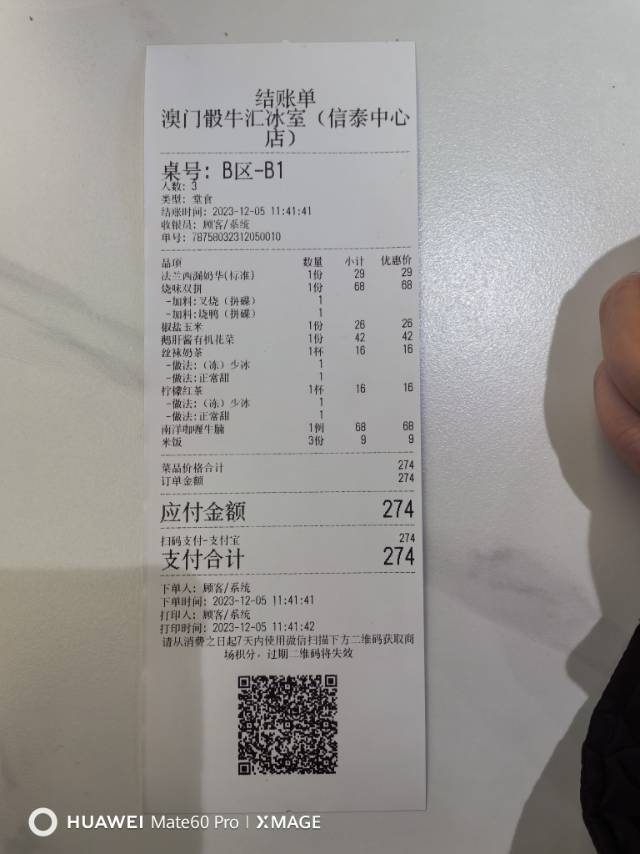 结账单
澳门骰牛汇冰室（信泰中心
店）
桌号: B区-B1
人数: 3
类型: 堂食
结账时间: 2023-12-05 11:41:41
收银员: 顾客/系统
单号: 78758032312050010
品项 数量 小计 优惠价
法兰西漏奶华(标准) 1份 29 29
烧味双拼 1份 68 68
-加料:叉烧（拼碟） 1
-加料:烧鸭（拼碟） 1
椒盐玉米 1份 26 26
鹅肝酱有机花菜 1份 42 42
丝袜奶茶 1杯 16 16
-做法:（冻）少冰 1
-做法:正常甜 1
柠檬红茶 1杯 16 16
-做法:（冻）少冰 1
-做法:正常甜 1
南洋咖喱牛腩 1例 68 68
米饭 3份 9 9
菜品价格合计 274
订单金额 274
应付金额 274
扫码支付-支付宝 274
支付合计 274
下单人: 顾客/系统
下单时间: 2023-12-05 11:41:41
打印人: 顾客/系统
打印时间: 2023-12-05 11:41:42
请从消费之日起7天内使用微信扫描下方二维码获取商
场积分，过期二维码将失效
HUAWEI Mate60 Pro | XMAGE